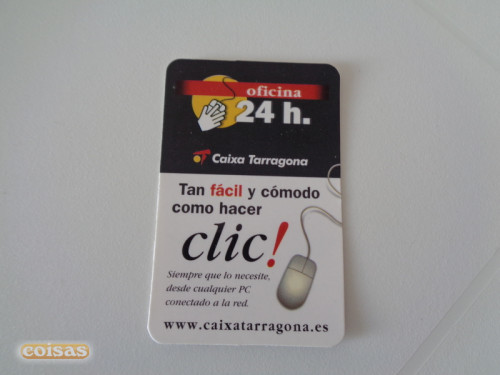 oficina
24 h.
Caixa Tarragona
Tan fácil y cómodo
como hacer
clic!
Siempre que lo necesite,
desde cualquier PC
conectado a la red.
www.caixatarragona.es
coisas